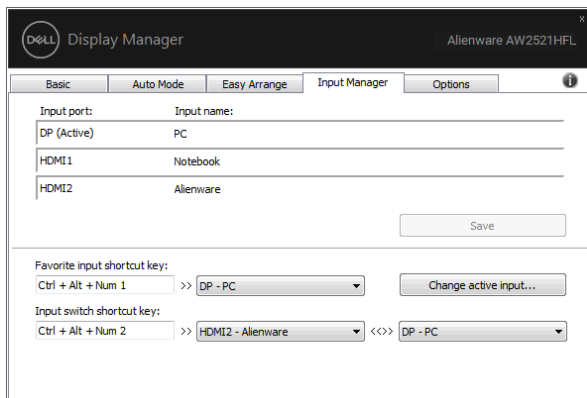 x
DELL Display Manager Alienware AW2521HFL
Basic Auto Mode Easy Arrange Input Manager Options i
Input port: Input name:
DP (Active) PC
HDMI1 Notebook
HDMI2 Alienware
Save
Favorite input shortcut key:
Ctrl + Alt + Num 1 >> DP - PC Change active input...
Input switch shortcut key:
Ctrl + Alt + Num 2 >> HDMI2 - Alienware <<>> DP - PC